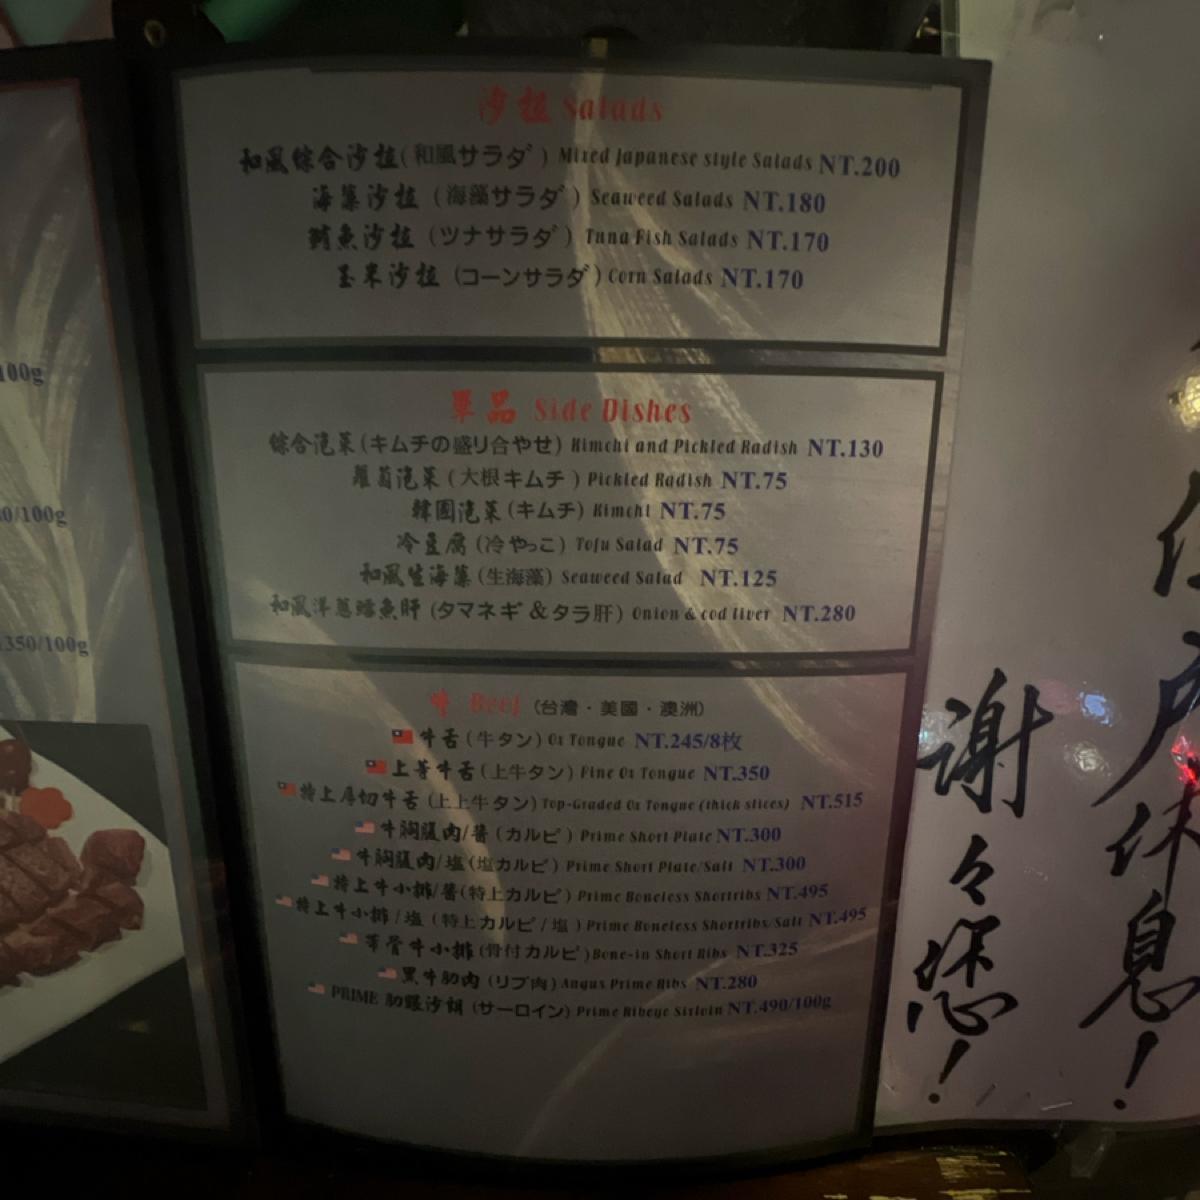 沙拉 Salads
和風綜合沙拉(和風サラダ) Mixed Japanese style Salads NT.200
海藻沙拉 (海藻サラダ) Seaweed Salads NT.180
鮪魚沙拉 (ツナサラダ) Tuna Fish Salads NT.170
玉米沙拉 (コーンサラダ) Corn Salads NT.170
單品 Side Dishes
綜合泡菜(キムチの盛り合やせ) Kimchi and Pickled Radish NT.130
蘿蔔泡菜(大根キムチ) Pickled Radish NT.75
韓國泡菜(キムチ) Kimchi NT.75
冷豆腐(冷やっこ) Tofu Salad NT.75
和風生海藻(生海藻) Seaweed Salad NT.125
和風洋蔥鱈魚肝 (タマネギ&タラ肝) Onion & cod liver NT.280
牛 Beef (台灣・美國・澳洲)
牛舌(牛タン) Ox Tongue NT.245/8枚
上等牛舌(上牛タン) Fine Ox Tongue NT.350
特上厚切牛舌(上上牛タン) Top-Graded Ox Tongue (thick slices) NT.515
牛胸腹肉/醬(カルピ) Prime Short Plate NT.300
牛胸腹肉/塩(塩カルピ) Prime Short Plate/Salt NT.300
特上牛小排/醬(特上カルピ) Prime Boneless Shortribs NT.495
特上牛小排/塩(特上カルピ/塩) Prime Boneless Shortribs/Salt NT.495
帶骨牛小排(骨付カルピ) Bone-in Short Ribs NT.325
黑牛肋肉(リブ肉) Angus Prime Ribs NT.280
PRIME 肋眼沙朗(サーロイン) Prime Ribeye Sirloin NT.490/100g
100g
0/100g
350/100g
休息!
謝々您!